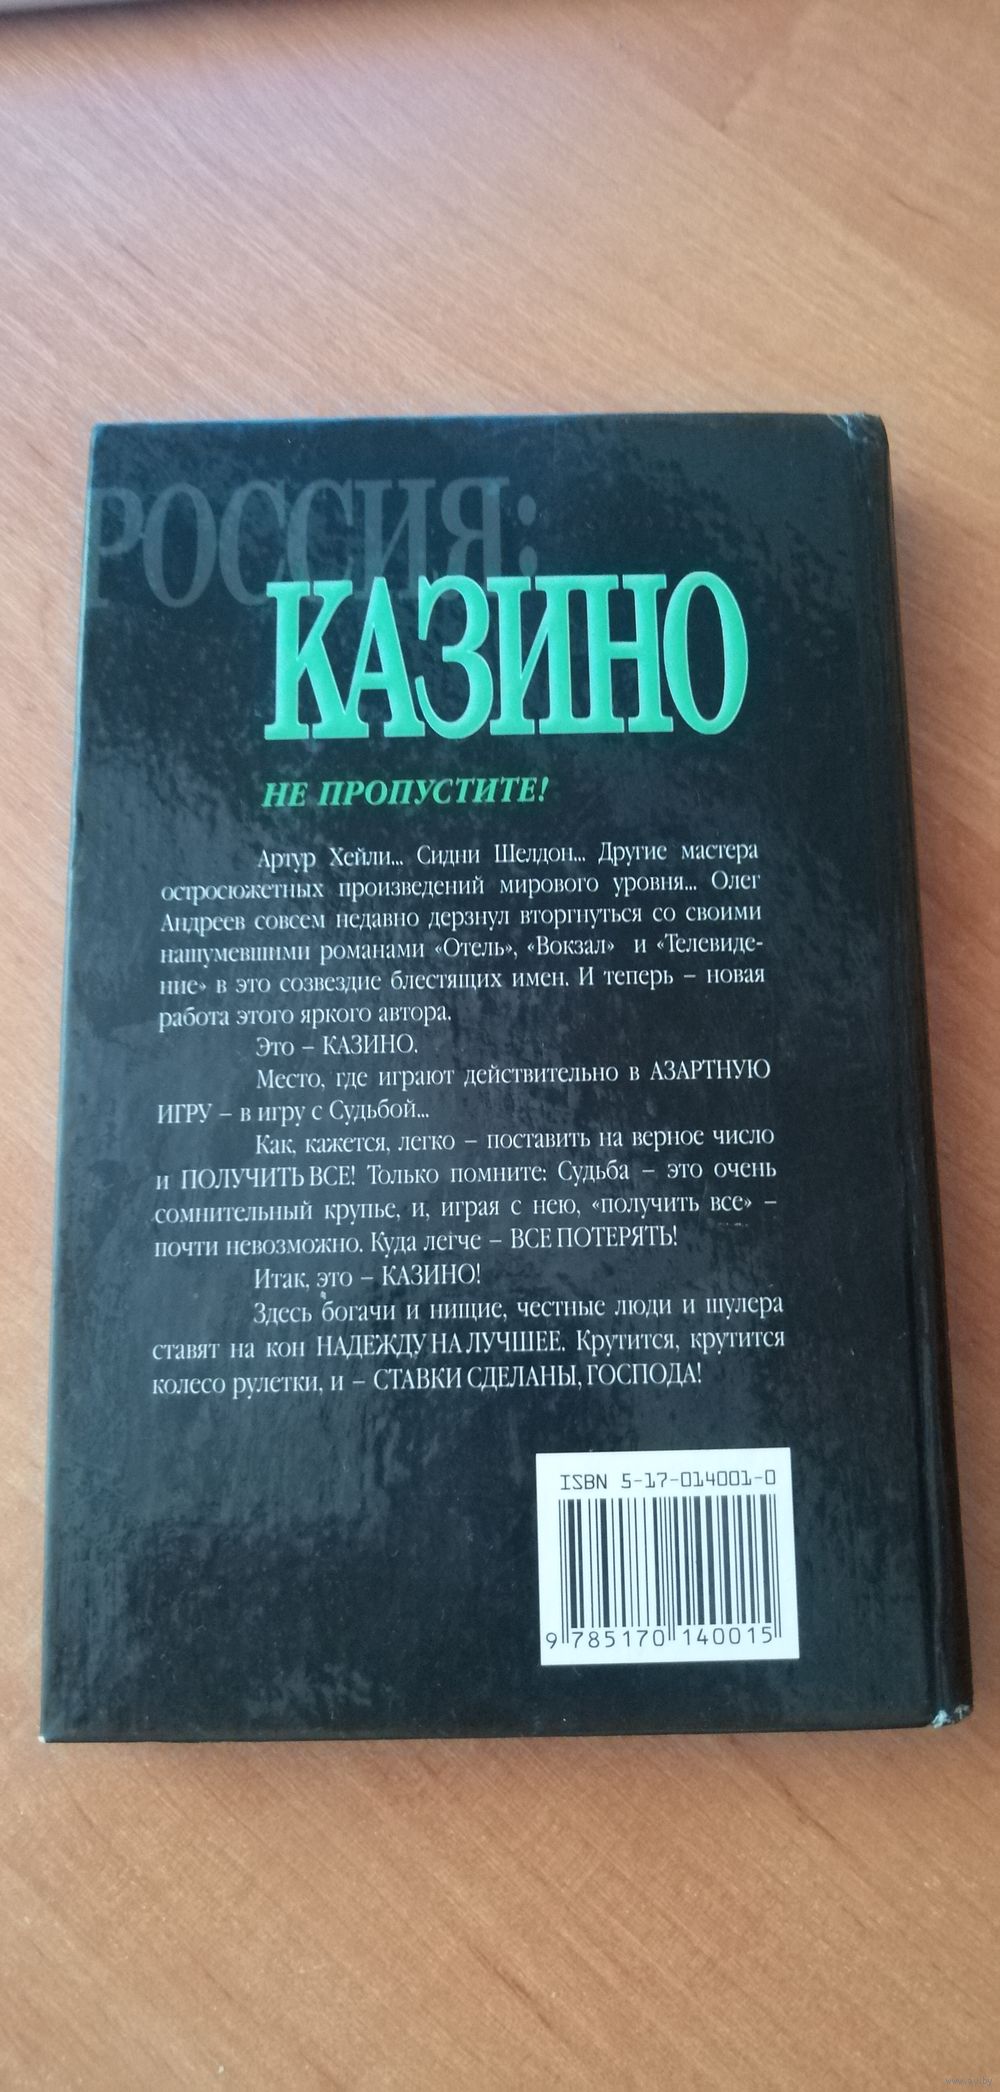 РОССИЯ:
КАЗИНО
НЕ ПРОПУСТИТЕ!
Артур Хейли... Сидни Шелдон... Другие мастера
остросюжетных произведений мирового уровня... Олег
Андреев совсем недавно дерзнул вторгнуться со своими
нашумевшими романами «Отель», «Вокзал» и «Телевиде-
ние» в это созвездие блестящих имен. И теперь – новая
работа этого яркого автора.
Это – КАЗИНО.
Место, где играют действительно в АЗАРТНУЮ
ИГРУ – в игру с Судьбой...
Как, кажется, легко – поставить на верное число
и ПОЛУЧИТЬ ВСЕ! Только помните: Судьба – это очень
сомнительный крупье, и, играя с нею, «получить все» –
почти невозможно. Куда легче – ВСЕ ПОТЕРЯТЬ!
Итак, это – КАЗИНО!
Здесь богачи и нищие, честные люди и шулера
ставят на кон НАДЕЖДУ НА ЛУЧШЕЕ. Крутится, крутится
колесо рулетки, и – СТАВКИ СДЕЛАНЫ, ГОСПОДА!
ISBN 5-17-014001-0
9 785170 140015
www.ay.by